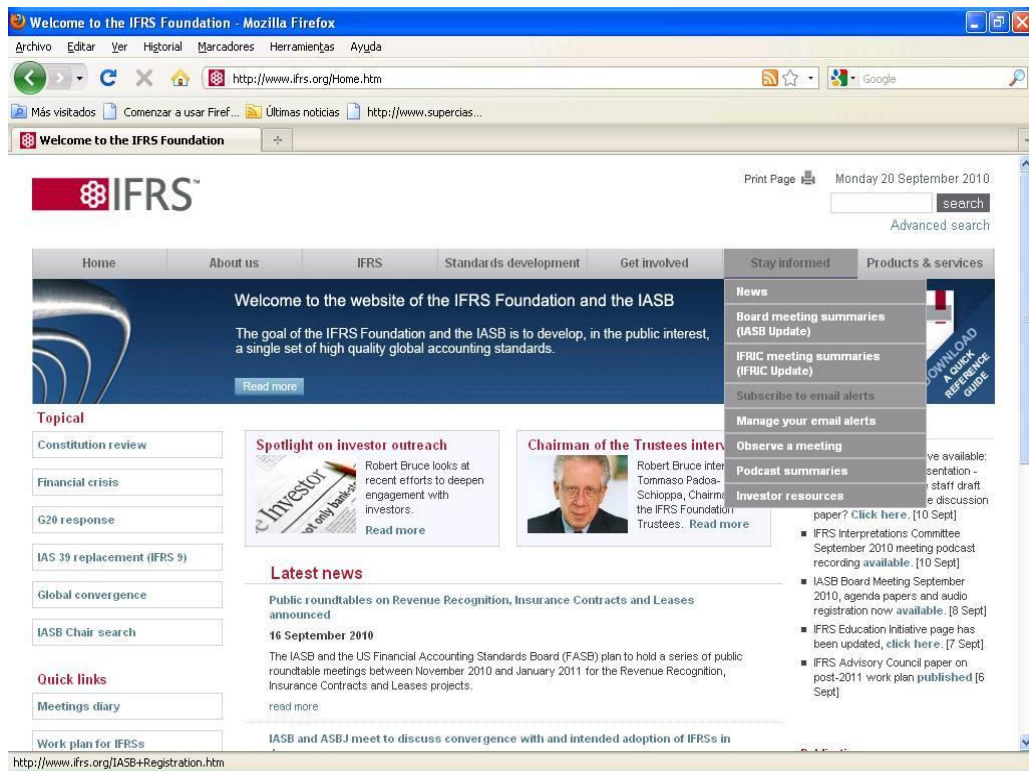 Welcome to the IFRS Foundation - Mozilla Firefox
Archivo Editar Ver Historial Marcadores Herramientas Ayuda
http://www.ifrs.org/Home.htm
Google
Más visitados Comenzar a usar Firef... Últimas noticias http://www.supercias...
Welcome to the IFRS Foundation
IFRS™
Print Page Monday 20 September 2010
search
Advanced search
Home About us IFRS Standards development Get involved Stay informed Products & services
Welcome to the website of the IFRS Foundation and the IASB
The goal of the IFRS Foundation and the IASB is to develop, in the public interest,
a single set of high quality global accounting standards.
Read more
News
Board meeting summaries
(IASB Update)
IFRIC meeting summaries
(IFRIC Update)
Subscribe to email alerts
Manage your email alerts
Observe a meeting
Podcast summaries
Investor resources
DOWNLOAD
A QUICK
REFERENCE
GUIDE
Topical
Constitution review
Financial crisis
G20 response
IAS 39 replacement (IFRS 9)
Global convergence
IASB Chair search
Quick links
Meetings diary
Work plan for IFRSs
Spotlight on investor outreach
Investor
not only bank
Robert Bruce looks at
recent efforts to deepen
engagement with
investors.
Read more
Chairman of the Trustees interv
Robert Bruce inter
Tommaso Padoa-
Schioppa, Chairma
the IFRS Foundation
Trustees. Read more
Latest news
Public roundtables on Revenue Recognition, Insurance Contracts and Leases
announced
16 September 2010
The IASB and the US Financial Accounting Standards Board (FASB) plan to hold a series of public
roundtable meetings between November 2010 and January 2011 for the Revenue Recognition,
Insurance Contracts and Leases projects.
read more
IASB and ASBJ meet to discuss convergence with and intended adoption of IFRSs in
ve available:
sentation -
staff draft
e discussion
paper? Click here. [10 Sept]
IFRS Interpretations Committee
September 2010 meeting podcast
recording available. [10 Sept]
IASB Board Meeting September
2010, agenda papers and audio
registration now available. [8 Sept]
IFRS Education Initiative page has
been updated, click here. [7 Sept]
IFRS Advisory Council paper on
post-2011 work plan published [6
Sept]
http://www.ifrs.org/IASB+Registration.htm